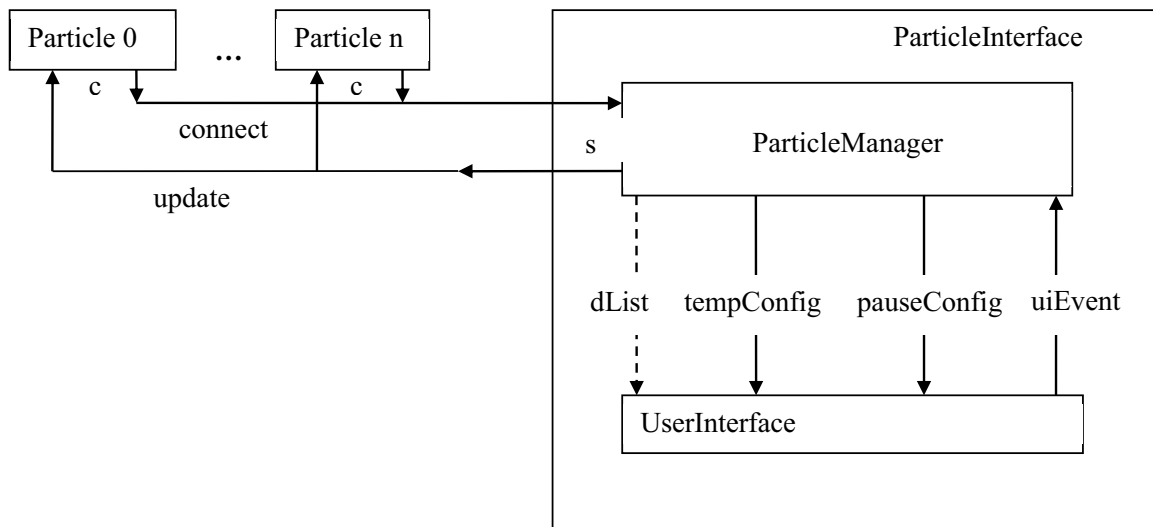 Particle 0
...
Particle n
ParticleInterface
c
c
connect
s
ParticleManager
update
dList
tempConfig
pauseConfig
uiEvent
UserInterface